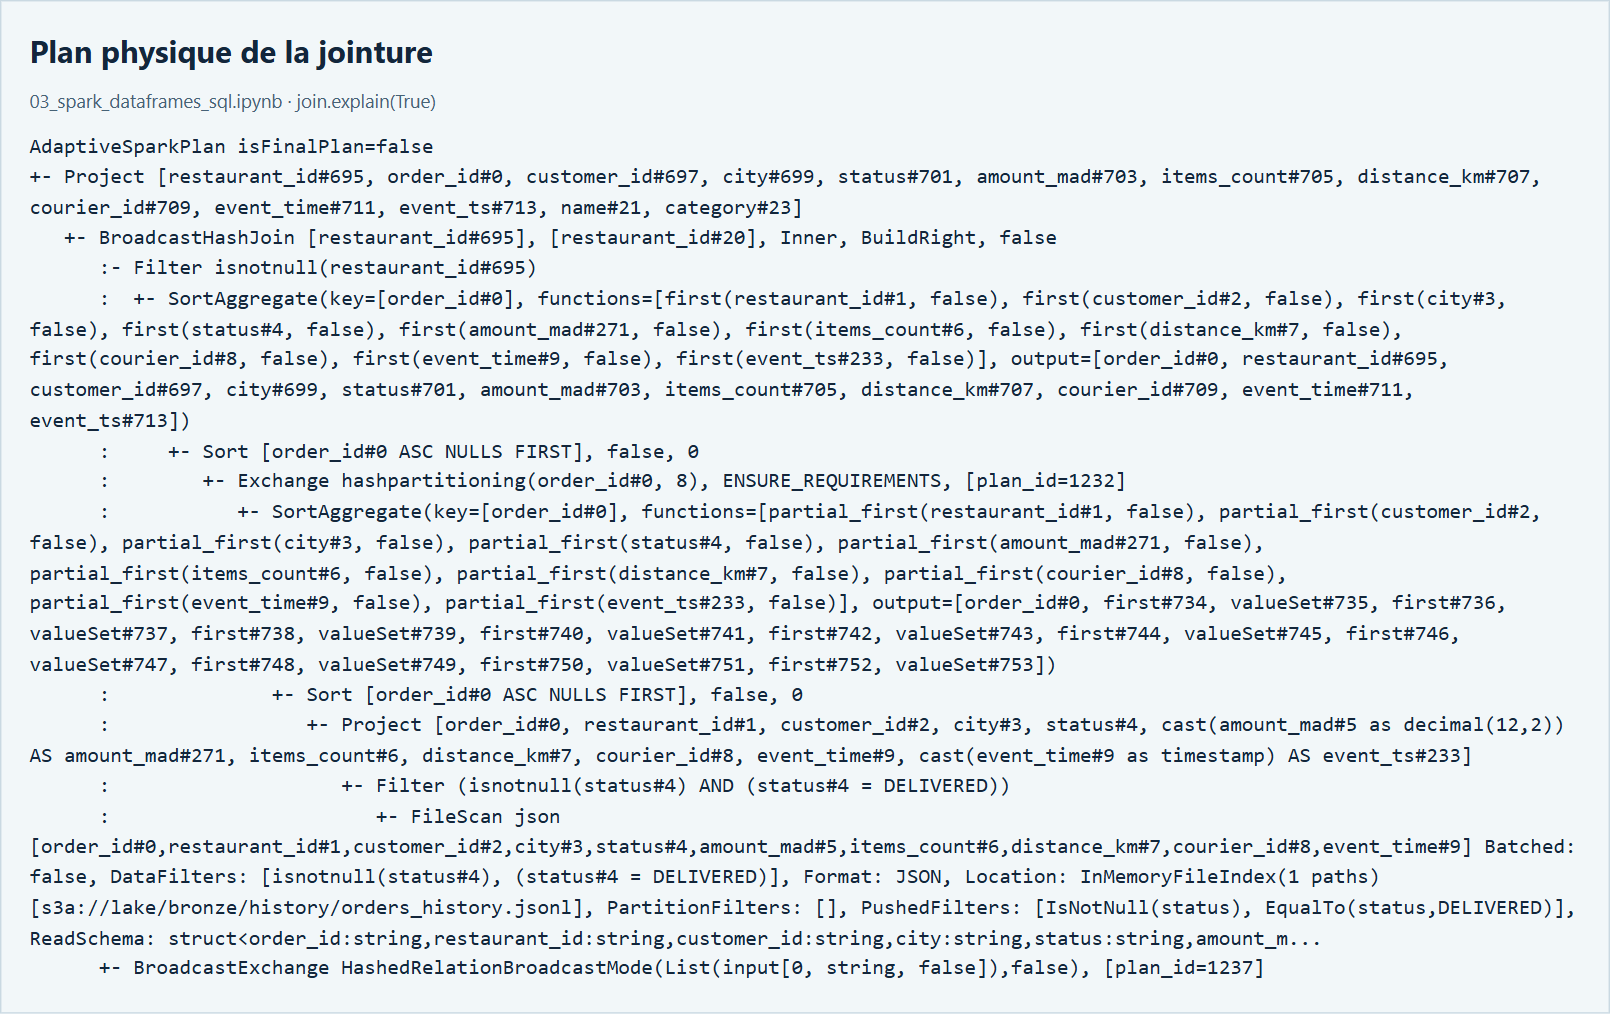 Plan physique de la jointure
03_spark_dataframes_sql.ipynb · join.explain(True)
AdaptiveSparkPlan isFinalPlan=false
+- Project [restaurant_id#695, order_id#0, customer_id#697, city#699, status#701, amount_mad#703, items_count#705, distance_km#707,
courier_id#709, event_time#711, event_ts#713, name#21, category#23]
   +- BroadcastHashJoin [restaurant_id#695], [restaurant_id#20], Inner, BuildRight, false
      :- Filter isnotnull(restaurant_id#695)
      :  +- SortAggregate(key=[order_id#0], functions=[first(restaurant_id#1, false), first(customer_id#2, false), first(city#3,
false), first(status#4, false), first(amount_mad#271, false), first(items_count#6, false), first(distance_km#7, false),
first(courier_id#8, false), first(event_time#9, false), first(event_ts#233, false)], output=[order_id#0, restaurant_id#695,
customer_id#697, city#699, status#701, amount_mad#703, items_count#705, distance_km#707, courier_id#709, event_time#711,
event_ts#713])
      :     +- Sort [order_id#0 ASC NULLS FIRST], false, 0
      :        +- Exchange hashpartitioning(order_id#0, 8), ENSURE_REQUIREMENTS, [plan_id=1232]
      :           +- SortAggregate(key=[order_id#0], functions=[partial_first(restaurant_id#1, false), partial_first(customer_id#2,
false), partial_first(city#3, false), partial_first(status#4, false), partial_first(amount_mad#271, false),
partial_first(items_count#6, false), partial_first(distance_km#7, false), partial_first(courier_id#8, false),
partial_first(event_time#9, false), partial_first(event_ts#233, false)], output=[order_id#0, first#734, valueSet#735, first#736,
valueSet#737, first#738, valueSet#739, first#740, valueSet#741, first#742, valueSet#743, first#744, valueSet#745, first#746,
valueSet#747, first#748, valueSet#749, first#750, valueSet#751, first#752, valueSet#753])
      :              +- Sort [order_id#0 ASC NULLS FIRST], false, 0
      :                 +- Project [order_id#0, restaurant_id#1, customer_id#2, city#3, status#4, cast(amount_mad#5 as decimal(12,2))
AS amount_mad#271, items_count#6, distance_km#7, courier_id#8, event_time#9, cast(event_time#9 as timestamp) AS event_ts#233]
      :                    +- Filter (isnotnull(status#4) AND (status#4 = DELIVERED))
      :                       +- FileScan json
[order_id#0,restaurant_id#1,customer_id#2,city#3,status#4,amount_mad#5,items_count#6,distance_km#7,courier_id#8,event_time#9] Batched:
false, DataFilters: [isnotnull(status#4), (status#4 = DELIVERED)], Format: JSON, Location: InMemoryFileIndex(1 paths)
[s3a://lake/bronze/history/orders_history.jsonl], PartitionFilters: [], PushedFilters: [IsNotNull(status), EqualTo(status,DELIVERED)],
ReadSchema: struct<order_id:string,restaurant_id:string,customer_id:string,city:string,status:string,amount_m...
      +- BroadcastExchange HashedRelationBroadcastMode(List(input[0, string, false]),false), [plan_id=1237]